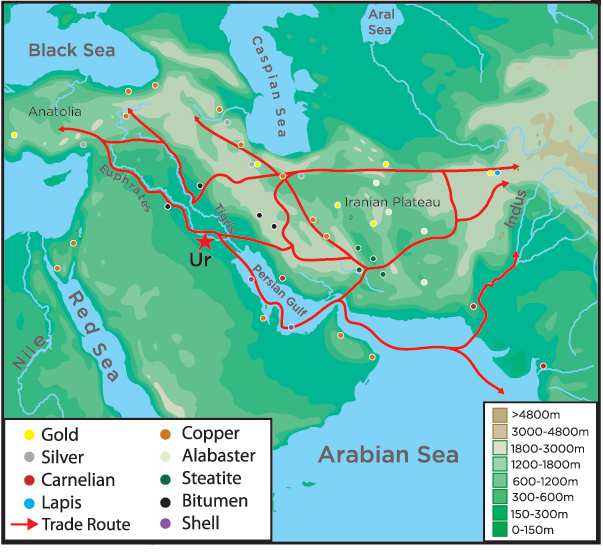 Black Sea
Aral
Sea
Caspian Sea
Anatolia
Euphrates
Tigris
Iranian Plateau
Indus
Ur
Persian Gulf
Red Sea
Nile
Arabian Sea
Gold
Silver
Carnelian
Lapis
Trade Route
Copper
Alabaster
Steatite
Bitumen
Shell
>4800m
3000-4800m
1800-3000m
1200-1800m
600-1200m
300-600m
150-300m
0-150m